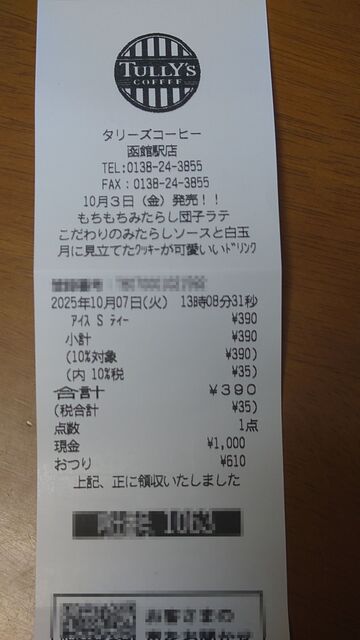 TULLY'S
COFFEE
タリーズコーヒー
函館駅店
TEL:0138-24-3855
FAX:0138-24-3855
10月3日(金)発売!!
もちもちみたらし団子ラテ
こだわりのみたらしソースと白玉
月に見立てたｸｯｷｰが可愛いいﾄﾞﾘﾝｸ
登録番号
2025年10月07日(火) 13時08分31秒
ｱｲｽ S ﾃｨｰ ¥390
小計 ¥390
(10%対象 ¥390)
(内 10%税 ¥35)
合計 ¥390
(税合計 ¥35)
点数 1点
現金 ¥1,000
おつり ¥610
上記、正に領収いたしました